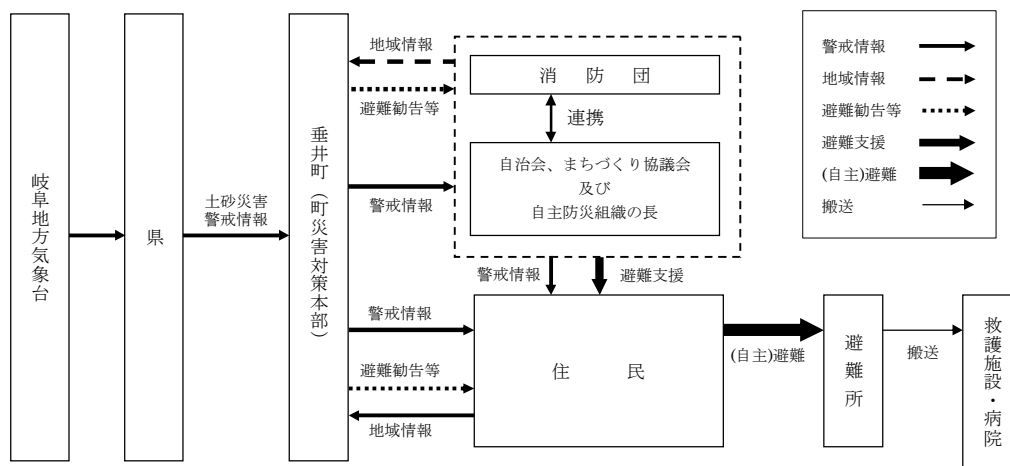 岐阜地方気象台
県
土砂災害
警戒情報
垂井町（町災害対策本部）
地域情報
避難勧告等
警戒情報
消防団
連携
自治会、まちづくり協議会
及び
自主防災組織の長
警戒情報
避難支援
警戒情報
避難勧告等
地域情報
住民
(自主)避難
避難所
搬送
救護施設・病院
警戒情報
地域情報
避難勧告等
避難支援
(自主)避難
搬送